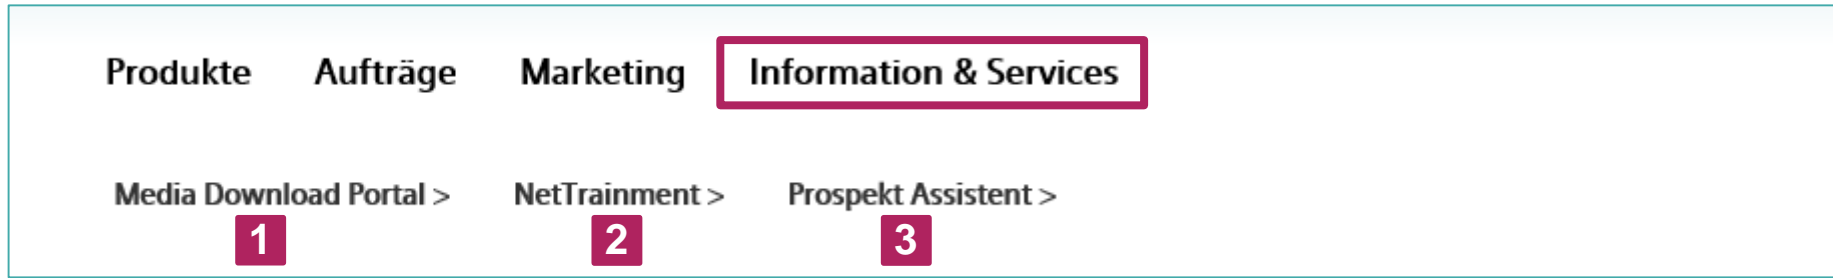 Produkte Aufträge Marketing Information & Services
Media Download Portal > NetTrainment > Prospekt Assistent >
1 2 3